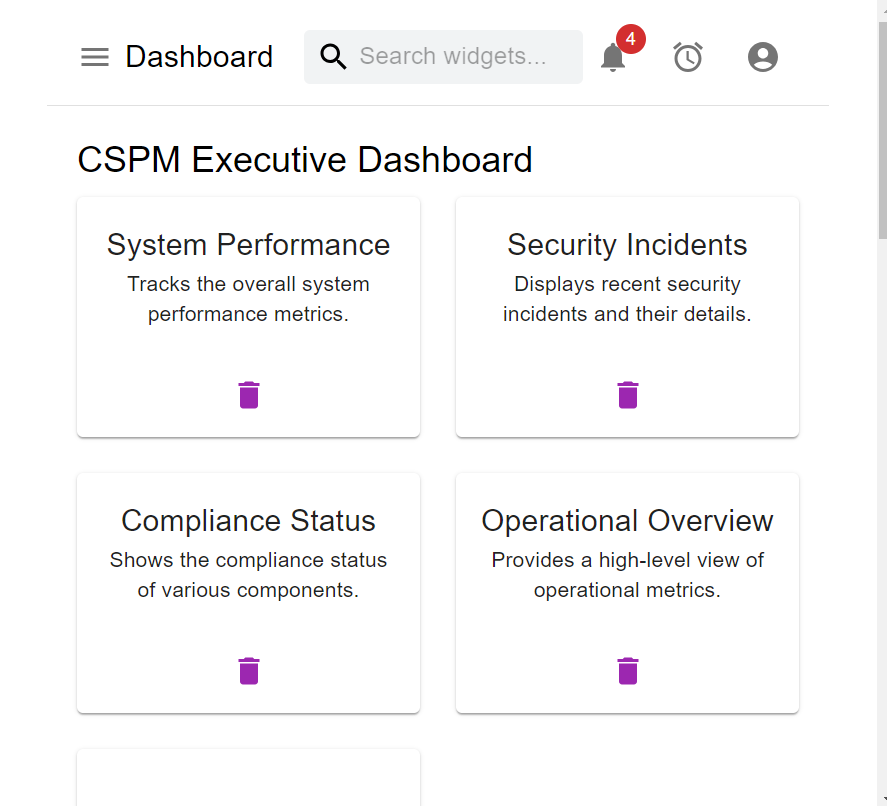 Dashboard
Search widgets...
4
CSPM Executive Dashboard
System Performance
Tracks the overall system
performance metrics.
Security Incidents
Displays recent security
incidents and their details.
Compliance Status
Shows the compliance status
of various components.
Operational Overview
Provides a high-level view of
operational metrics.